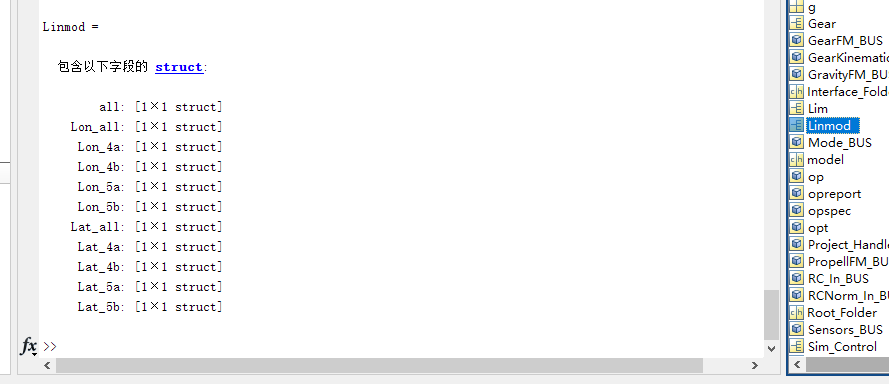 Linmod =
包含以下字段的 struct:
all: [1×1 struct]
Lon_all: [1×1 struct]
Lon_4a: [1×1 struct]
Lon_4b: [1×1 struct]
Lon_5a: [1×1 struct]
Lon_5b: [1×1 struct]
Lat_all: [1×1 struct]
Lat_4a: [1×1 struct]
Lat_4b: [1×1 struct]
Lat_5a: [1×1 struct]
Lat_5b: [1×1 struct]
fx >>
g
Gear
GearFM_BUS
GearKinematic
GravityFM_BUS
Interface_Folde
Lim
Linmod
Mode_BUS
model
op
opreport
opspec
opt
Project_Handle
PropellFM_BU
RC_In_BUS
RCNorm_In_BUS
Root_Folder
Sensors_BUS
Sim_Control